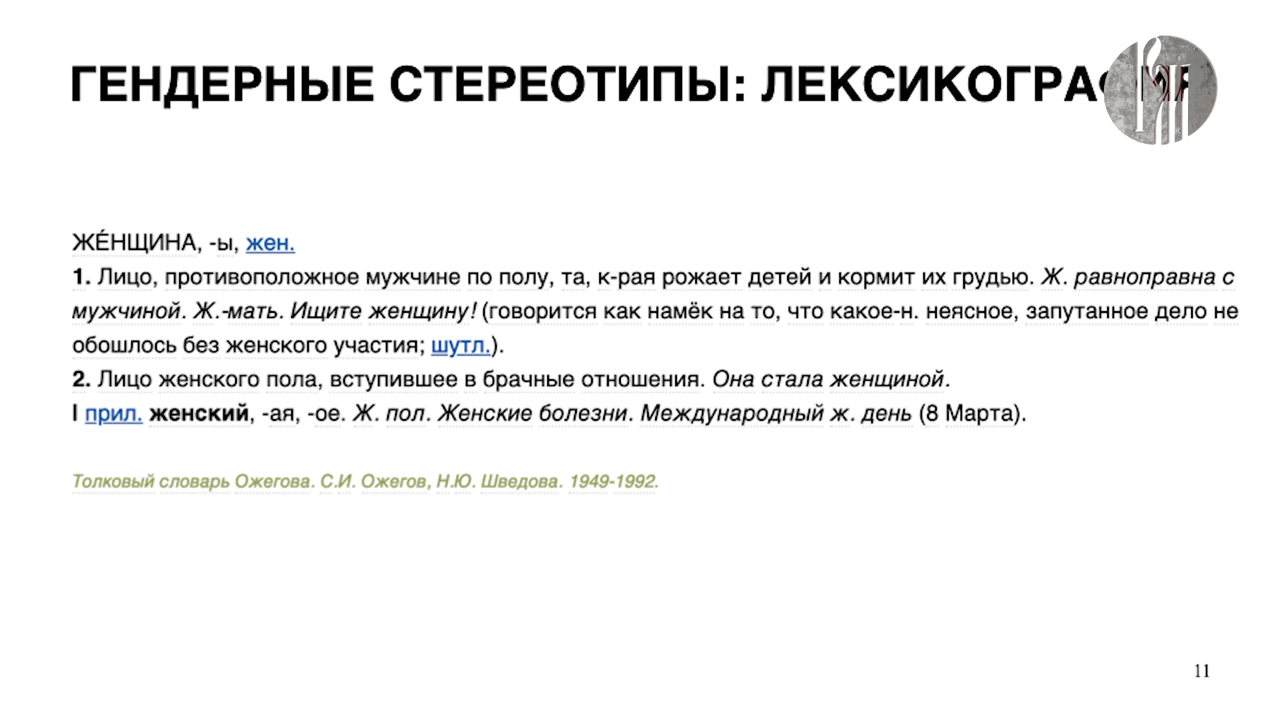 ГЕНДЕРНЫЕ СТЕРЕОТИПЫ: ЛЕКСИКОГРАФИЯ
ЖЕ́НЩИНА, -ы, жен.
1. Лицо, противоположное мужчине по полу, та, к-рая рожает детей и кормит их грудью. Ж. равноправна с
мужчиной. Ж.-мать. Ищите женщину! (говорится как намёк на то, что какое-н. неясное, запутанное дело не
обошлось без женского участия; шутл.).
2. Лицо женского пола, вступившее в брачные отношения. Она стала женщиной.
I прил. женский, -ая, -ое. Ж. пол. Женские болезни. Международный ж. день (8 Марта).
Толковый словарь Ожегова. С.И. Ожегов, Н.Ю. Шведова. 1949-1992.
11